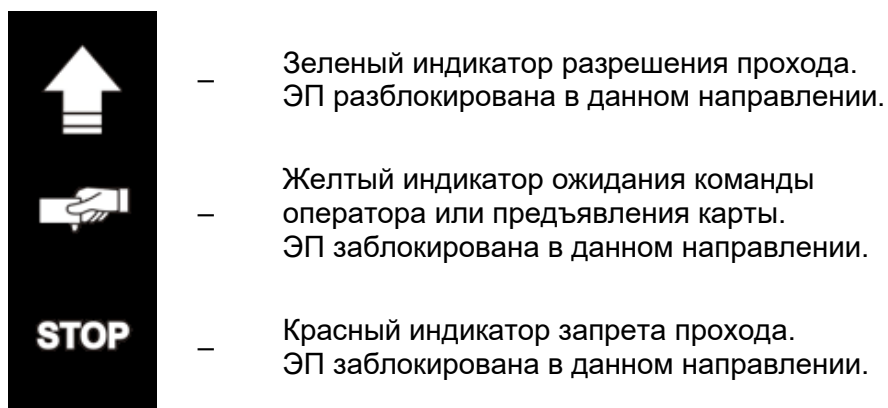 – Зеленый индикатор разрешения прохода.
ЭП разблокирована в данном направлении.
Желтый индикатор ожидания команды
– оператора или предъявления карты.
ЭП заблокирована в данном направлении.
STOP – Красный индикатор запрета прохода.
ЭП заблокирована в данном направлении.